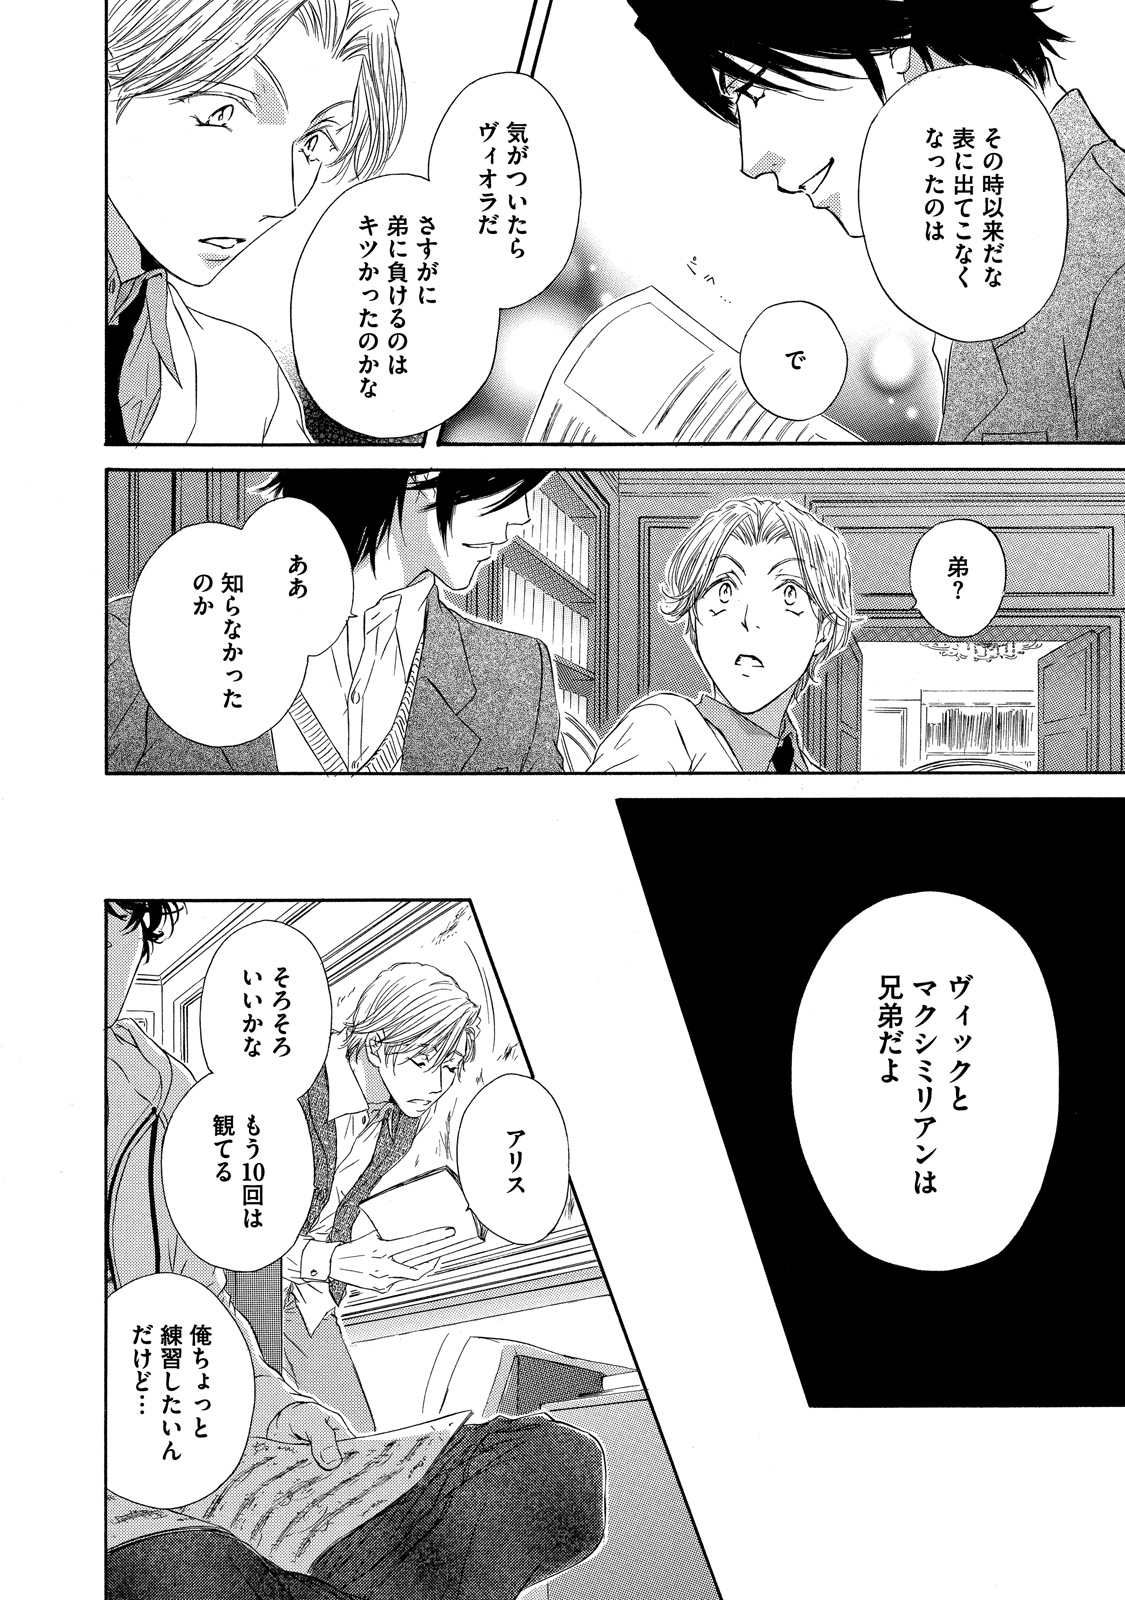 その時以来だな
表に出てこなく
なったのは
で
気がついたら
ヴィオラだ
さすがに
弟に負けるのは
キツかったのかな
弟?
ああ
知らなかった
のか
ヴィックと
マクシミリアンは
兄弟だよ
アリス
そろそろ
いいかな
もう10回は
観てる
俺ちょっと
練習したいん
だけど…